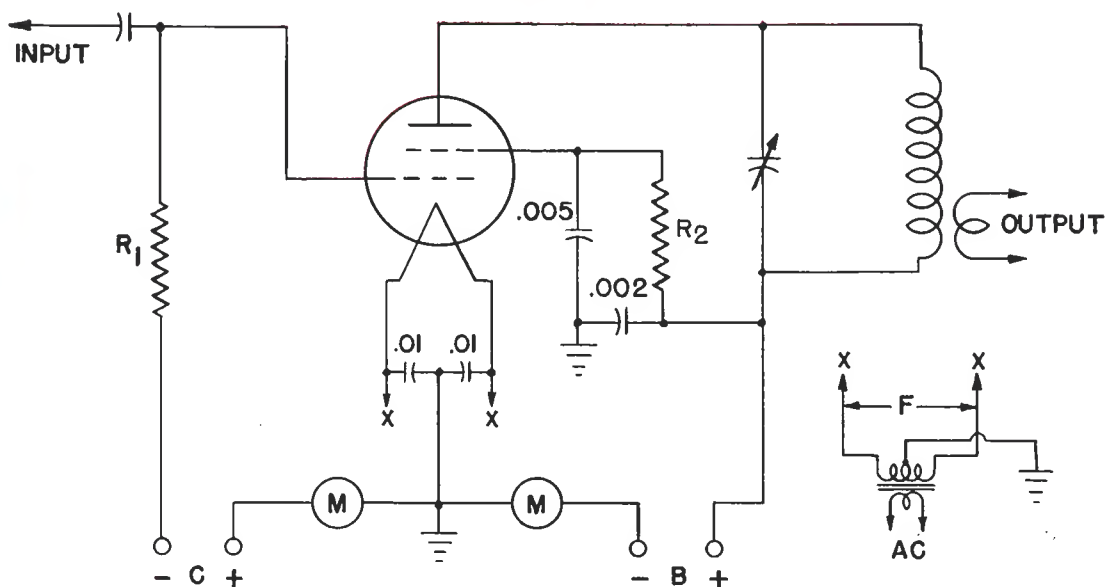 INPUT
R1
.005
R2
.002
OUTPUT
.01 .01
X X
X X
F
M M
- C +
- B +
AC